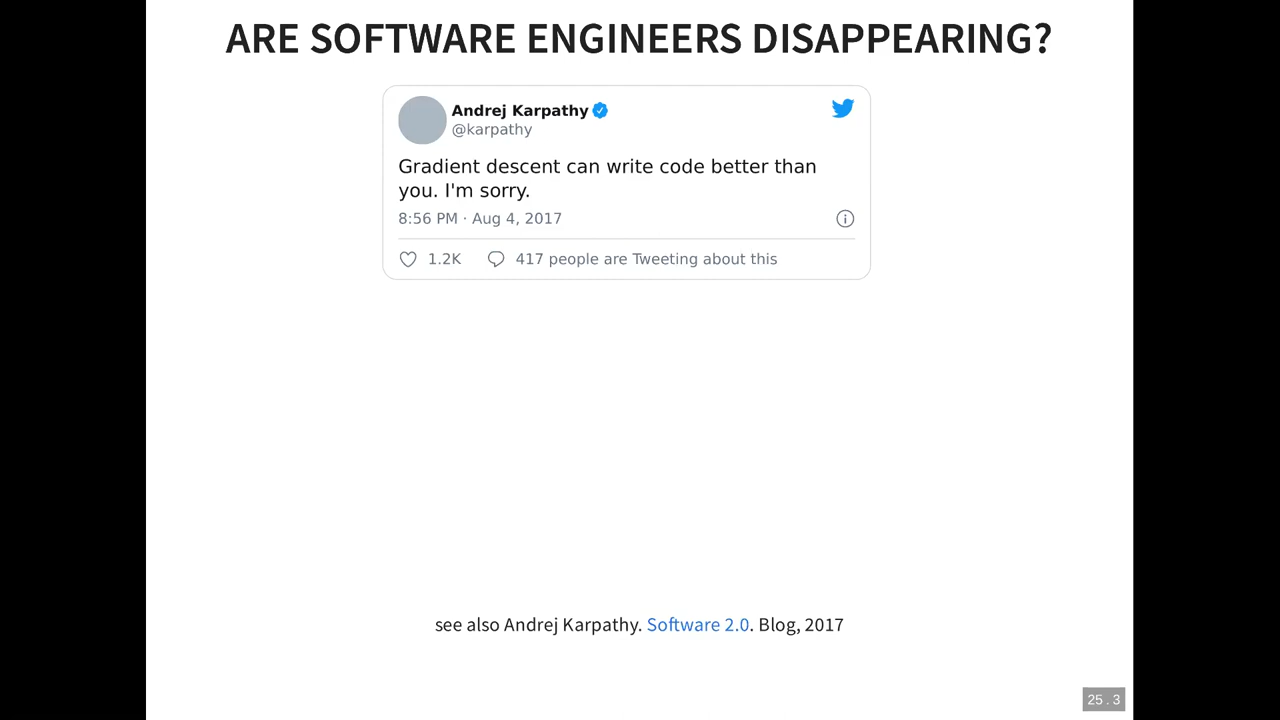 ARE SOFTWARE ENGINEERS DISAPPEARING?
Andrej Karpathy
@karpathy
Gradient descent can write code better than
you. I'm sorry.
8:56 PM · Aug 4, 2017
1.2K 417 people are Tweeting about this
see also Andrej Karpathy. Software 2.0. Blog, 2017
25 . 3